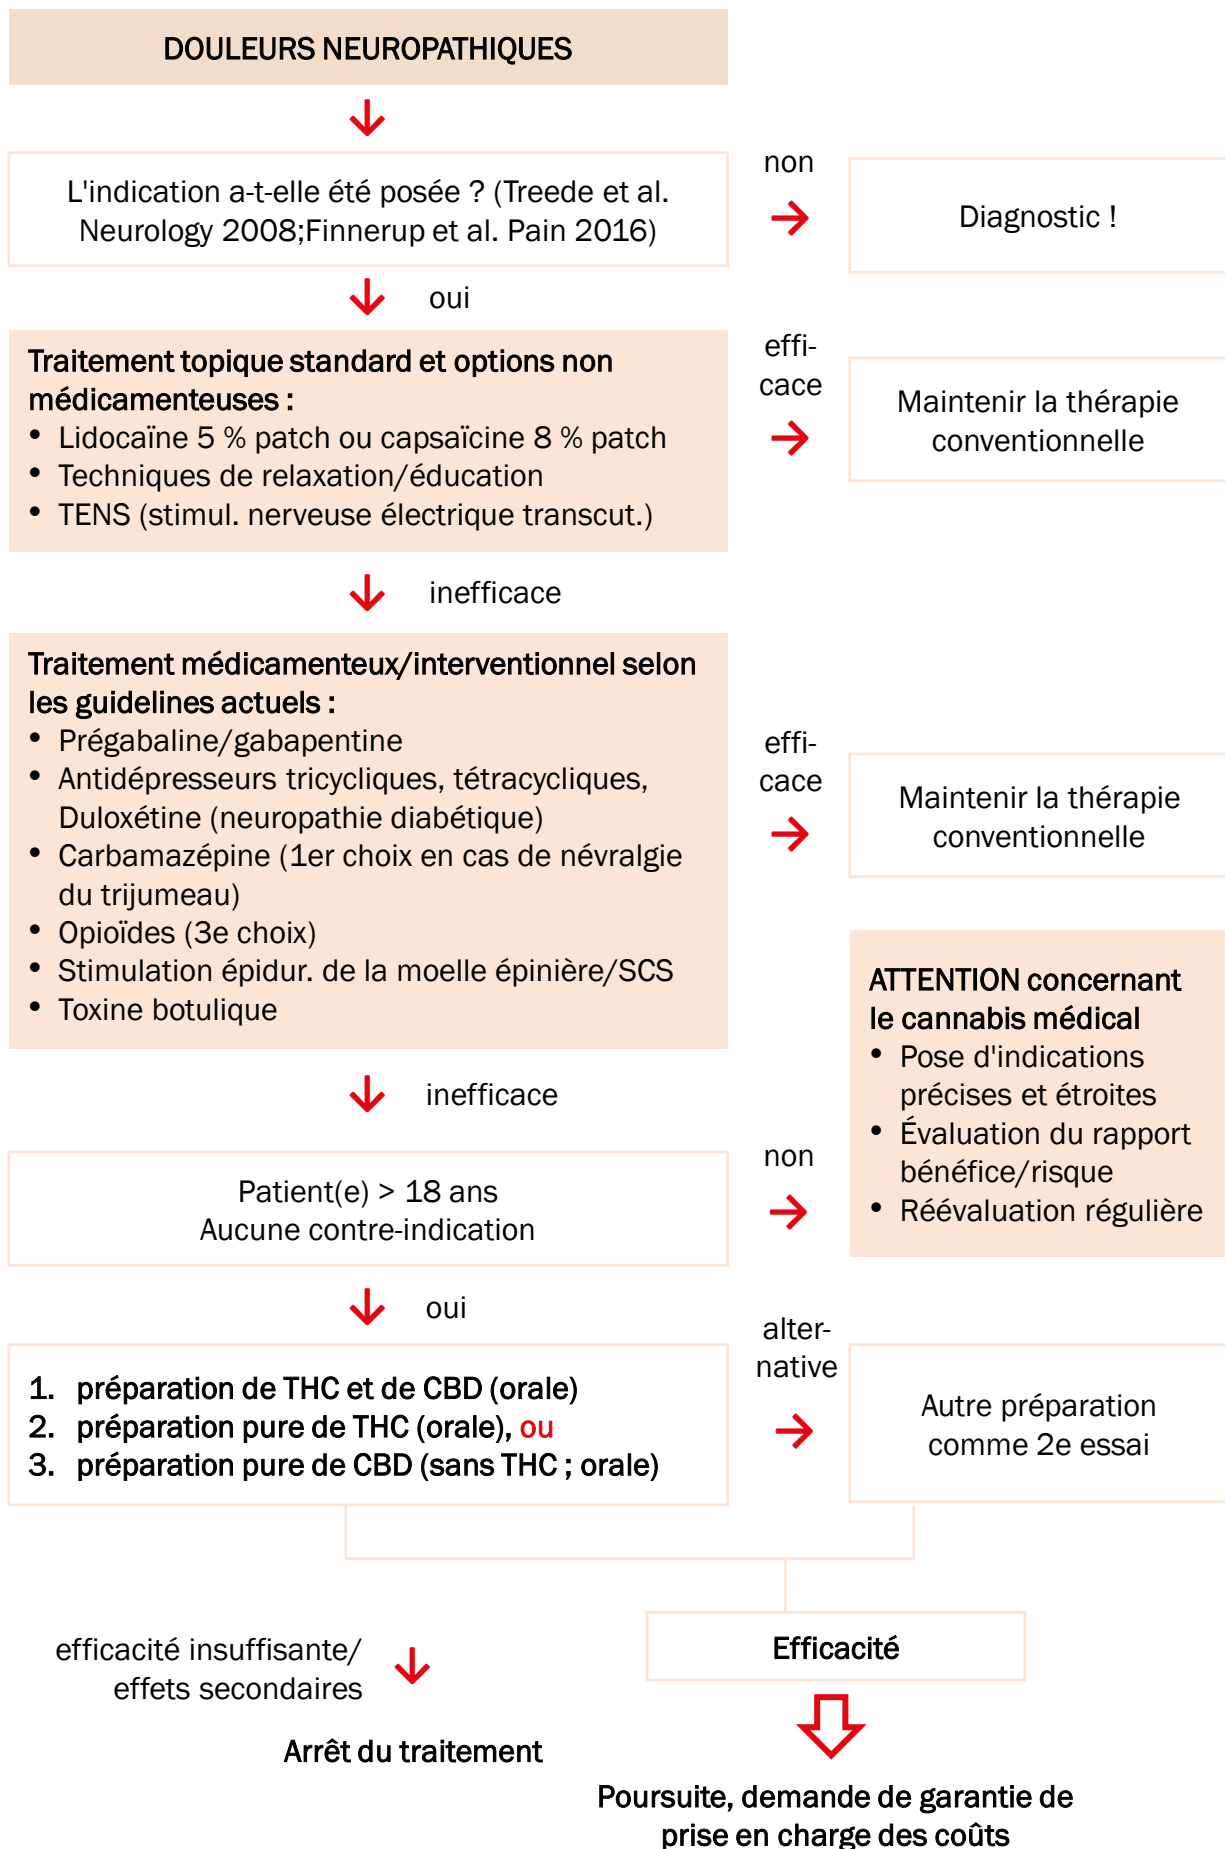 DOULEURS NEUROPATHIQUES
L'indication a-t-elle été posée ? (Treede et al.
Neurology 2008;Finnerup et al. Pain 2016)
non
Diagnostic !
oui
Traitement topique standard et options non
médicamenteuses :
• Lidocaïne 5 % patch ou capsaïcine 8 % patch
• Techniques de relaxation/éducation
• TENS (stimul. nerveuse électrique transcut.)
effi-
cace
Maintenir la thérapie
conventionnelle
inefficace
Traitement médicamenteux/interventionnel selon
les guidelines actuels :
• Prégabaline/gabapentine
• Antidépresseurs tricycliques, tétracycliques,
Duloxétine (neuropathie diabétique)
• Carbamazépine (1er choix en cas de névralgie
du trijumeau)
• Opioïdes (3e choix)
• Stimulation épidur. de la moelle épinière/SCS
• Toxine botulique
effi-
cace
Maintenir la thérapie
conventionnelle
ATTENTION concernant
le cannabis médical
• Pose d'indications
précises et étroites
• Évaluation du rapport
bénéfice/risque
• Réévaluation régulière
inefficace
Patient(e) > 18 ans
Aucune contre-indication
non
oui
1. préparation de THC et de CBD (orale)
2. préparation pure de THC (orale), ou
3. préparation pure de CBD (sans THC ; orale)
alter-
native
Autre préparation
comme 2e essai
efficacité insuffisante/
effets secondaires
Arrêt du traitement
Efficacité
Poursuite, demande de garantie de
prise en charge des coûts